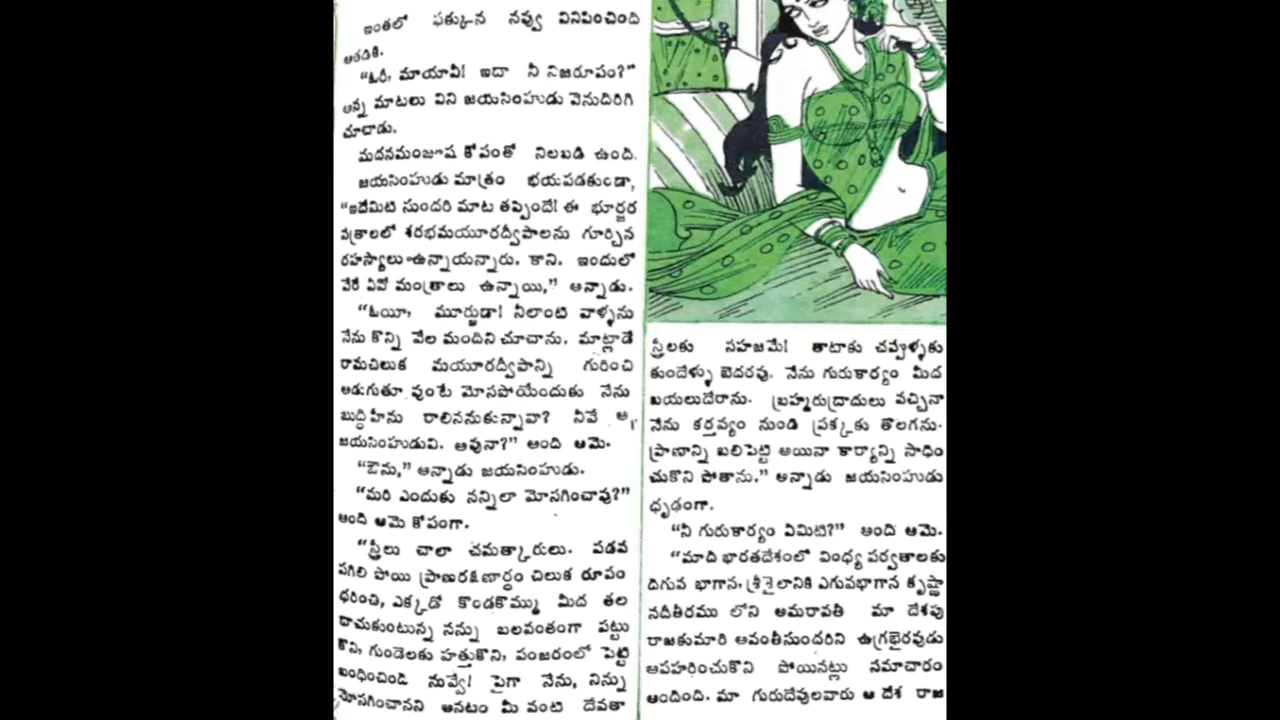 ఇంతలో ఫత్కున నవ్వు వినిపించింది
అతడికి.
“ఓరీ, మాయావీ! ఇదా నీ నిజరూపం?”
అన్న మాటలు విని జయసింహుడు వెనుదిరిగి
చూచాడు.
మదనమంజూష కోపంతో నిలబడి ఉంది.
జయసింహుడు మాత్రం భయపడకుండా,
“ఇదేమిటి సుందరి మాట తప్పిందే! ఈ భూర్జర
పత్రాలలో శరభమయూరద్వీపాలను గూర్చిన
రహస్యాలు ఉన్నాయన్నారు. కాని, ఇందులో
వేరే ఏవో మంత్రాలు ఉన్నాయి,” అన్నాడు.
“ఓయీ, మూర్ఖుడా! నీలాంటి వాళ్ళను
నేను కొన్ని వేల మందిని చూచాను. మాట్లాడే
రామచిలుక మయూరద్వీపాన్ని గురించి
అడుగుతూ వుంటే మోసపోయేందుకు నేను
బుద్ధిహీను రాలిననుకున్నావా? నీవే ఆ
జయసింహుడువి. అవునా?” అంది ఆమె.
“ఔను,” అన్నాడు జయసింహుడు.
“మరి ఎందుకు నన్నిలా మోసగించావు?”
అంది ఆమె కోపంగా.
“స్త్రీలు చాలా చమత్కారులు. పడవ
పగిలి పోయి ప్రాణరక్షణార్థం చిలుక రూపం
ధరించి, ఎక్కడో కొండకొమ్ము మీద తల
దాచుకుంటున్న నన్ను బలవంతంగా పట్టు
కొని, గుండెలకు హత్తుకొని, పంజరంలో పెట్టి
బంధించింది నువ్వే! పైగా నేను, నిన్ను
మోసగించానని అనటం మీ వంటి దేవతా
స్త్రీలకు సహజమే! తాటాకు చప్పుళ్ళకు
కుందేళ్ళు బెదరవు. నేను గురుకార్యం మీద
బయలుదేరాను. బ్రహ్మరుద్రాదులు వచ్చినా
నేను కర్తవ్యం నుండి ప్రక్కకు తొలగను.
ప్రాణాన్ని బలిపెట్టి అయినా కార్యాన్ని సాధిం
చుకొని పోతాను.” అన్నాడు జయసింహుడు
ధృఢంగా.
“నీ గురుకార్యం ఏమిటి?” అంది ఆమె.
“మాది భారతదేశంలో వింధ్య పర్వతాలకు
దిగువ భాగాన, శ్రీశైలానికి ఎగువభాగాన కృష్ణా
నదీతీరము లోని అమరావతీ మా దేశపు
రాజకుమారి అవంతీసుందరిని ఉగ్రభైరవుడు
అపహరించుకొని పోయినట్లు సమాచారం
అందింది. మా గురుదేవులవారు ఆ దేశ రాజ